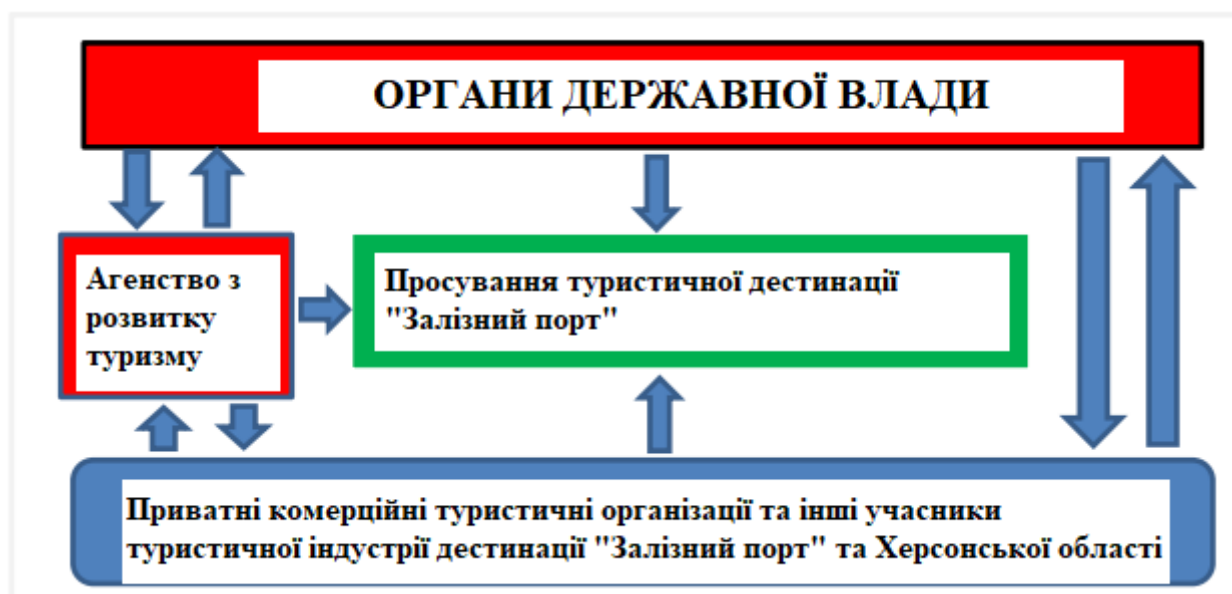 ОРГАНИ ДЕРЖАВНОЇ ВЛАДИ
Агенство з
розвитку
туризму
Просування туристичної дестинації
"Залізний порт"
Приватні комерційні туристичні організації та інші учасники
туристичної індустрії дестинації "Залізний порт" та Херсонської області